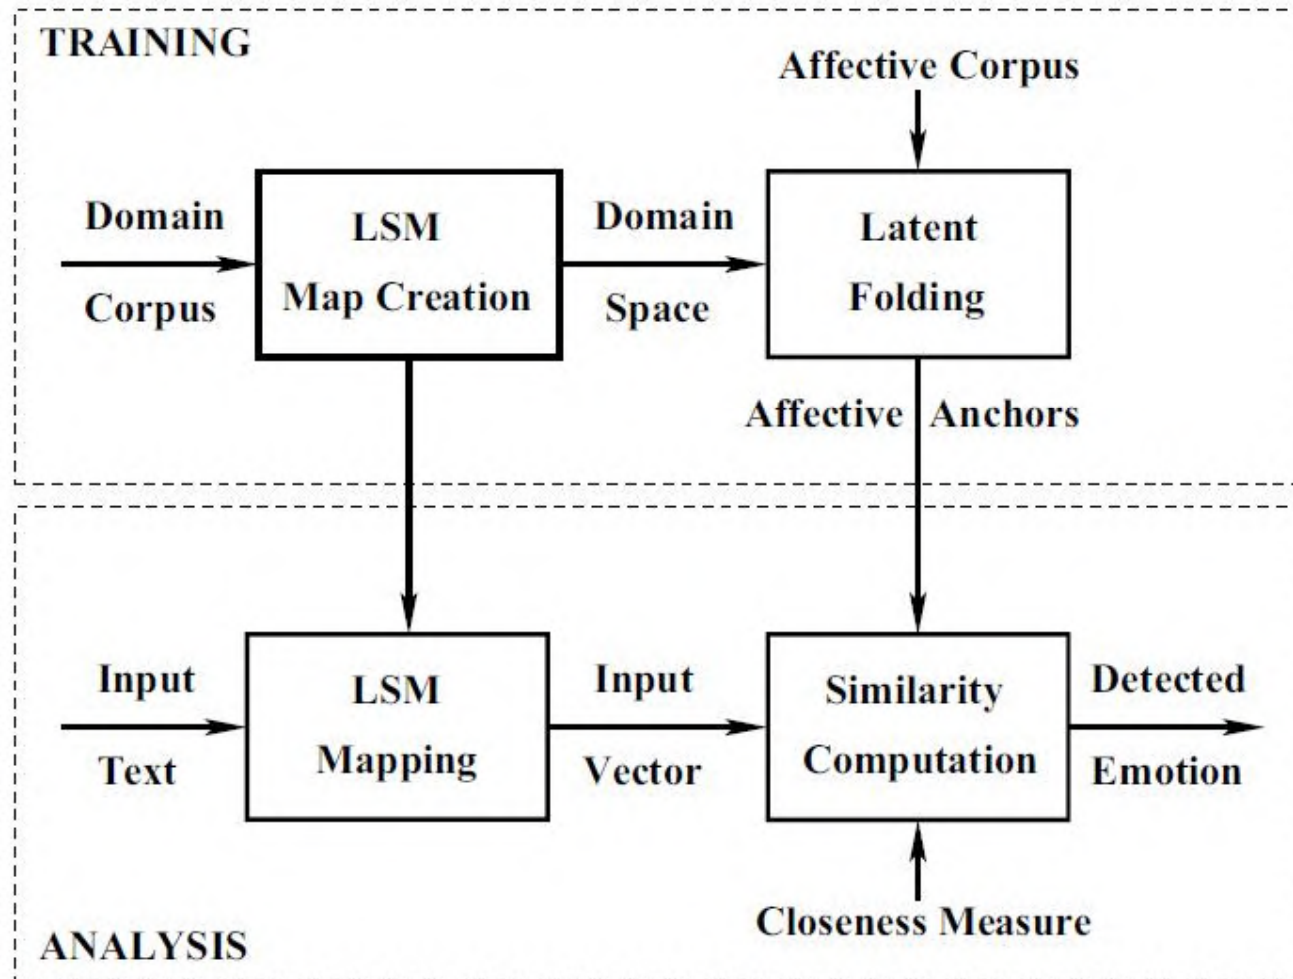 TRAINING
Affective Corpus
Domain
Corpus
LSM
Map Creation
Domain
Space
Latent
Folding
Affective Anchors
Input
Text
LSM
Mapping
Input
Vector
Similarity
Computation
Detected
Emotion
Closeness Measure
ANALYSIS